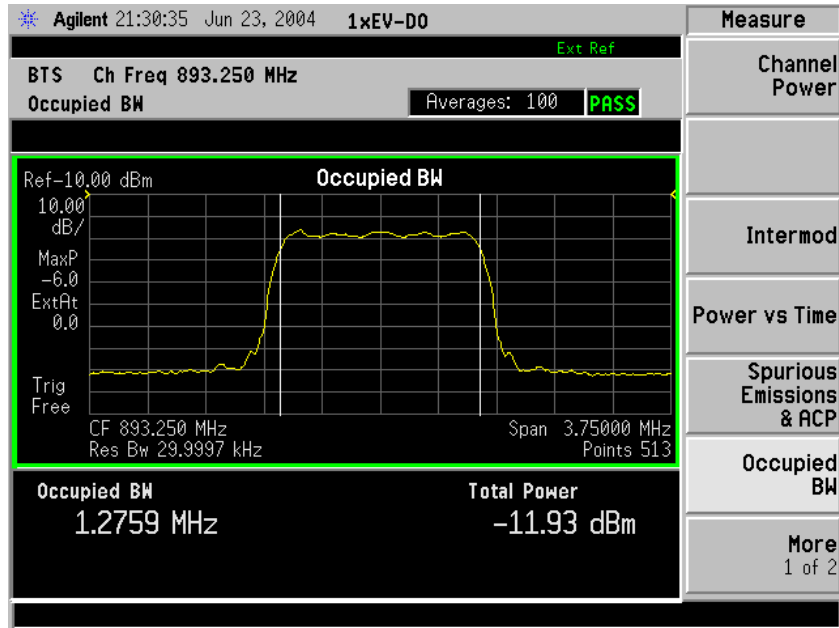 Agilent 21:30:35 Jun 23, 2004 1xEV-DO
Measure
Ext Ref
BTS Ch Freq 893.250 MHz
Occupied BW
Averages: 100 PASS
Occupied BW
Ref-10.00 dBm
10.00
dB/
MaxP
-6.0
ExtAt
0.0
Trig
Free
CF 893.250 MHz
Span 3.75000 MHz
Res Bw 29.9997 kHz
Points 513
Occupied BW
Total Power
1.2759 MHz
-11.93 dBm
Channel
Power
Intermod
Power vs Time
Spurious
Emissions
& ACP
Occupied
BW
More
1 of 2